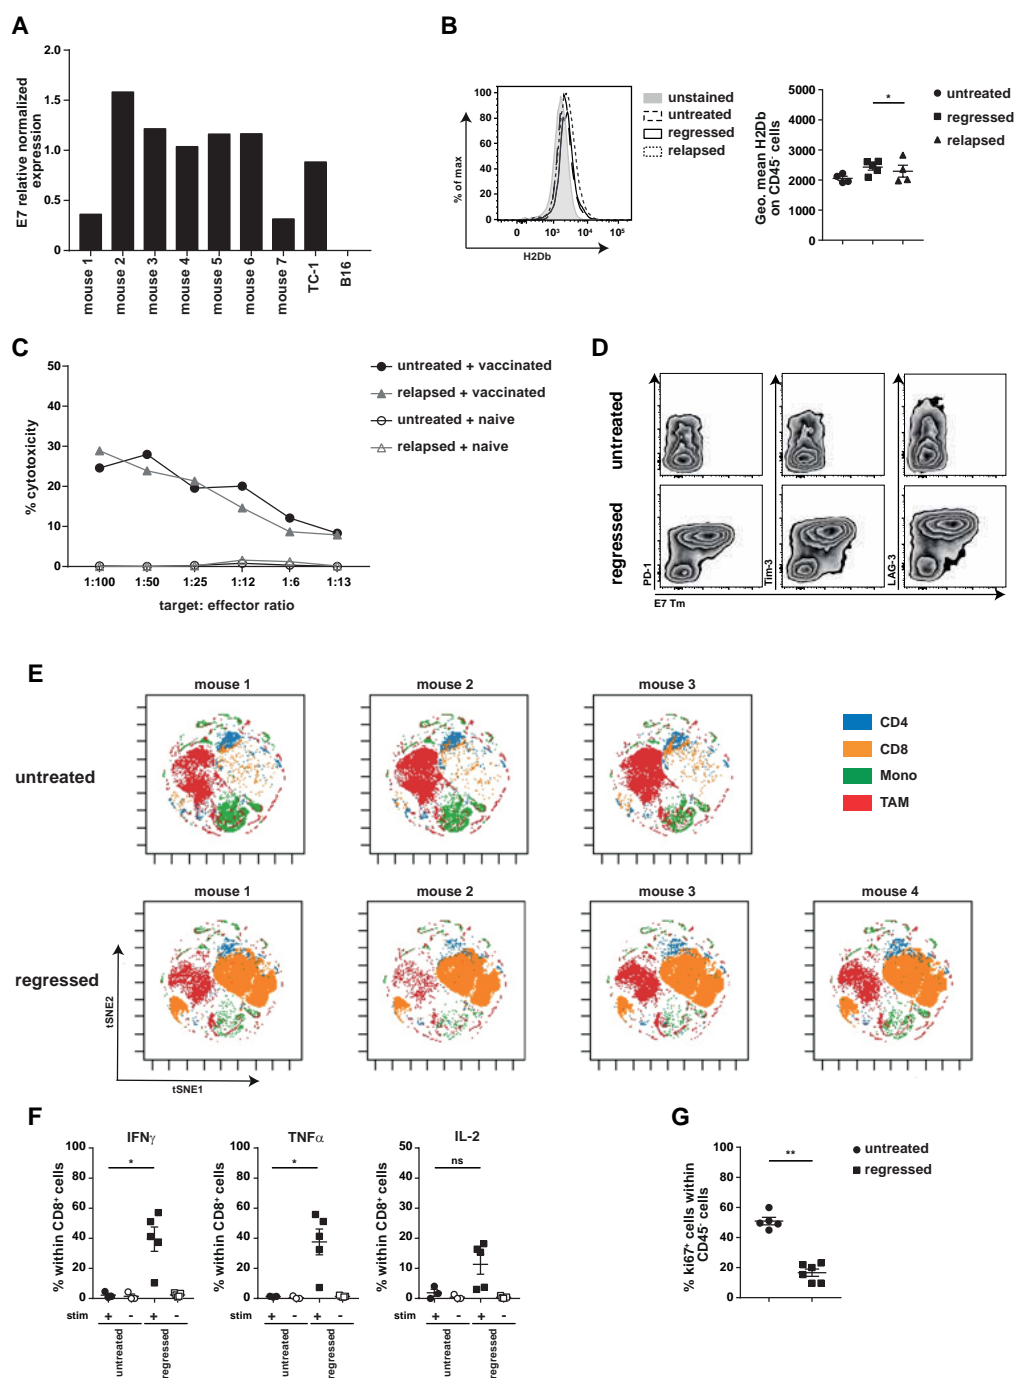 A
E7 relative normalized
expression
2.0
1.5
1.0
0.5
0
mouse 1
mouse 2
mouse 3
mouse 4
mouse 5
mouse 6
mouse 7
TC-1
B16
B
% of max
100
80
60
40
20
0
0
10³
10⁴
10⁵
H2Db
unstained
untreated
regressed
relapsed
Geo. mean H2Db
on CD45⁻ cells
5000
4000
3000
2000
1000
0
*
untreated
regressed
relapsed
C
% cytotoxicity
50
40
30
20
10
0
1:100
1:50
1:25
1:12
1:6
1:13
target: effector ratio
untreated + vaccinated
relapsed + vaccinated
untreated + naive
relapsed + naive
D
untreated
regressed
PD-1
Tim-3
LAG-3
E7 Tm
E
mouse 1
mouse 2
mouse 3
untreated
CD4
CD8
Mono
TAM
mouse 1
mouse 2
mouse 3
mouse 4
regressed
tSNE2
tSNE1
F
IFNγ
% within CD8⁺ cells
100
80
60
40
20
0
*
stim
+
-
+
-
untreated
regressed
TNFα
% within CD8⁺ cells
100
80
60
40
20
0
*
stim
+
-
+
-
untreated
regressed
IL-2
% within CD8⁺ cells
50
40
30
20
10
0
ns
stim
+
-
+
-
untreated
regressed
G
% ki67⁺ cells within
CD45⁻ cells
100
80
60
40
20
0
**
untreated
regressed